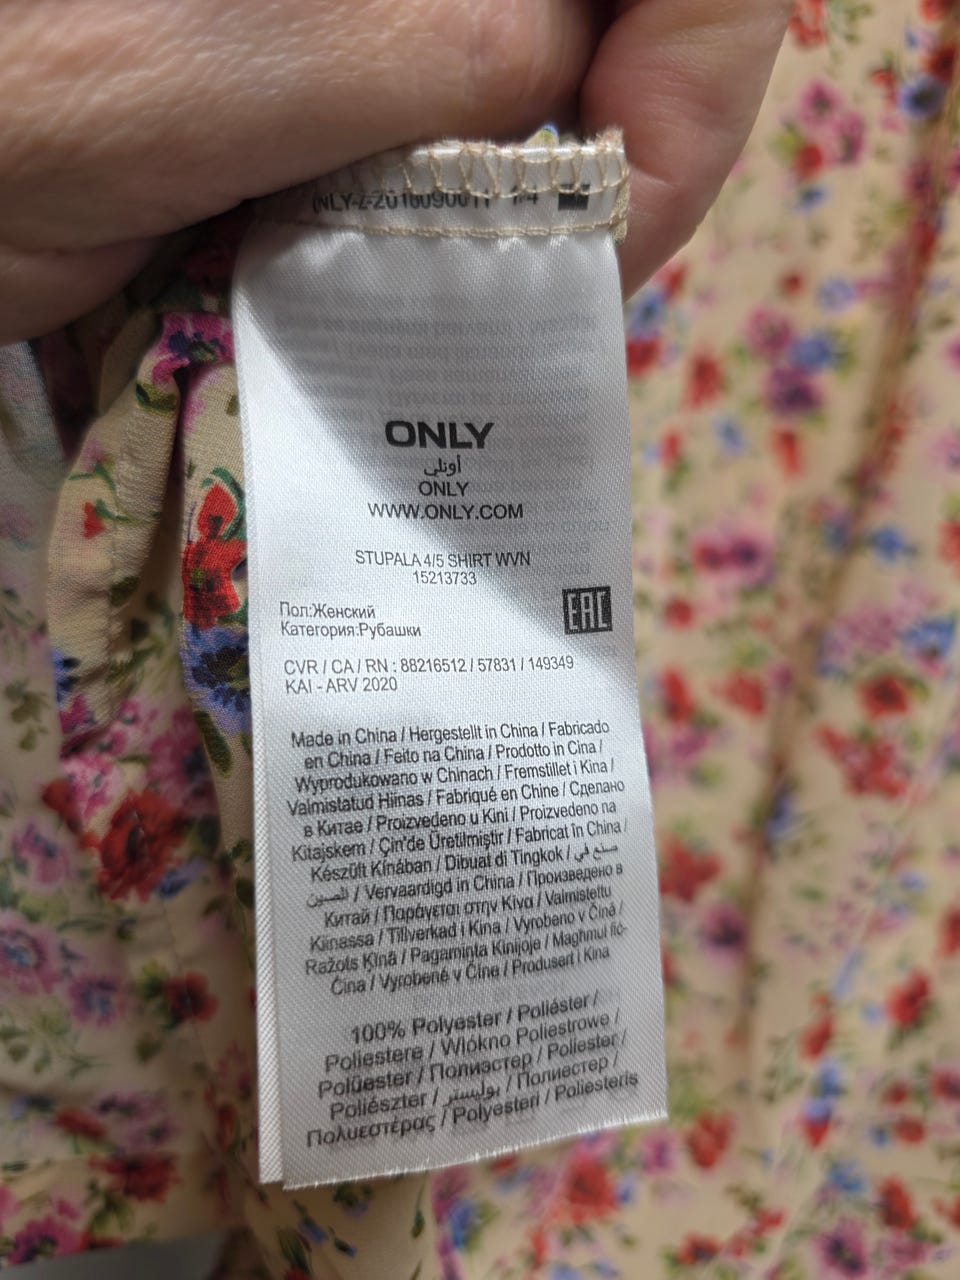 ONLY
أونلي
ONLY
WWW.ONLY.COM
STUPALA 4/5 SHIRT WVN
15213733
Пол:Женский
Категория:Рубашки
EAC
CVR / CA / RN : 88216512 / 57831 / 149349
KAI - ARV 2020
Made in China / Hergestellt in China / Fabricado
en China / Feito na China / Prodotto in Cina /
Wyprodukowano w Chinach / Fremstillet i Kina /
Valmistatud Hiinas / Fabriqué en Chine / Сделано
в Китае / Proizvedeno u Kini / Proizvedeno na
Kitajskem / Çin'de Üretilmiştir / Fabricat în China /
Készült Kínában / Dibuat di Tingkok / صنع في
الصين / Vervaardigd in China / Произведено в
Китай / Παράγεται στην Κίνα / Valmistettu
Kiinassa / Tillverkad i Kina / Vyrobeno v Číně /
Ražots Ķīnā / Pagaminta Kinijoje / Magħmul fiċ-
Ċina / Vyrobené v Číne / Produsert i Kina
100% Polyester / Poliéster /
Poliestere / Włókno Poliestrowe /
Polüester / Полиэстер / Poliester /
Poliészter / بوليستر / Полиестер /
Πολυεστέρας / Polyesteri / Poliesteris